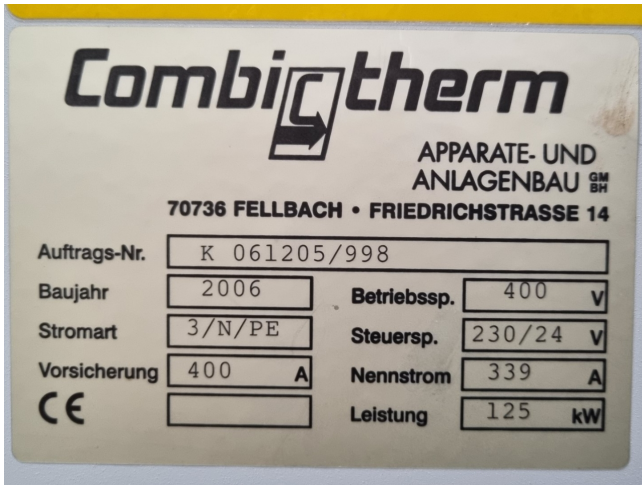 Combitherm
APPARATE- UND
ANLAGENBAU GMBH
70736 FELLBACH • FRIEDRICHSTRASSE 14
Auftrags-Nr. K 061205/998
Baujahr 2006 Betriebssp. 400 V
Stromart 3/N/PE Steuersp. 230/24 V
Vorsicherung 400 A Nennstrom 339 A
CE Leistung 125 kW